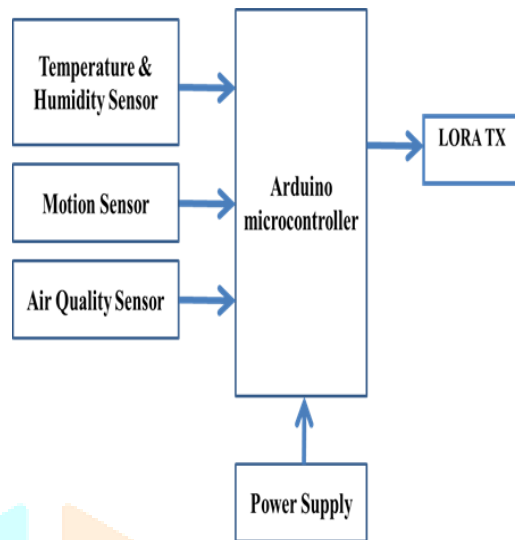 Temperature &
Humidity Sensor
Motion Sensor
Air Quality Sensor
Arduino
microcontroller
LORA TX
Power Supply